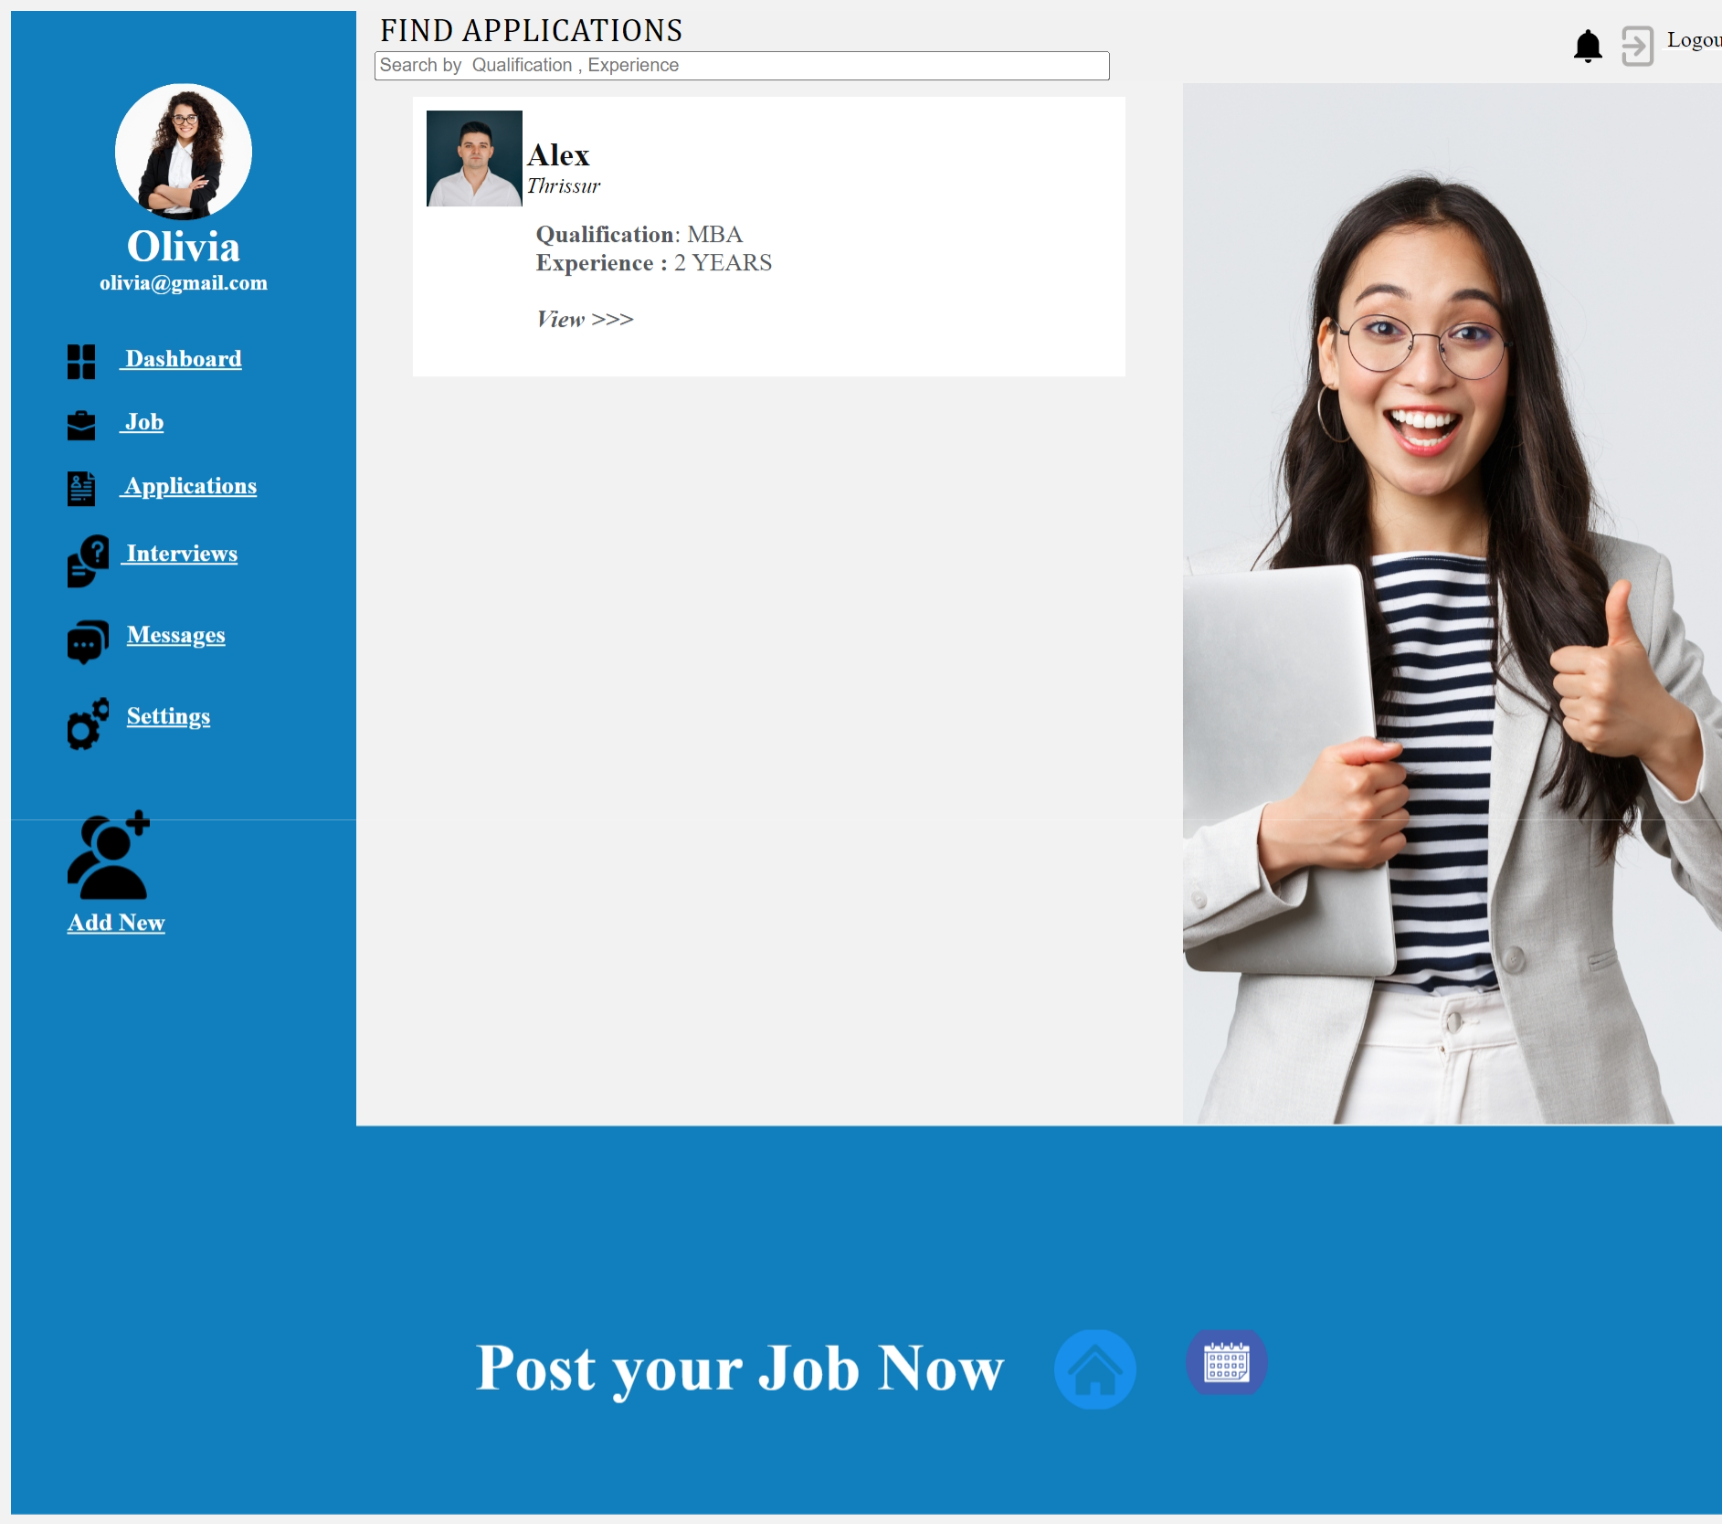 FIND APPLICATIONS
Search by  Qualification , Experience
Logou
Olivia
olivia@gmail.com
Dashboard
Job
Applications
Interviews
Messages
Settings
Add New
Alex
Thrissur
Qualification: MBA
Experience : 2 YEARS
View >>>
Post your Job Now